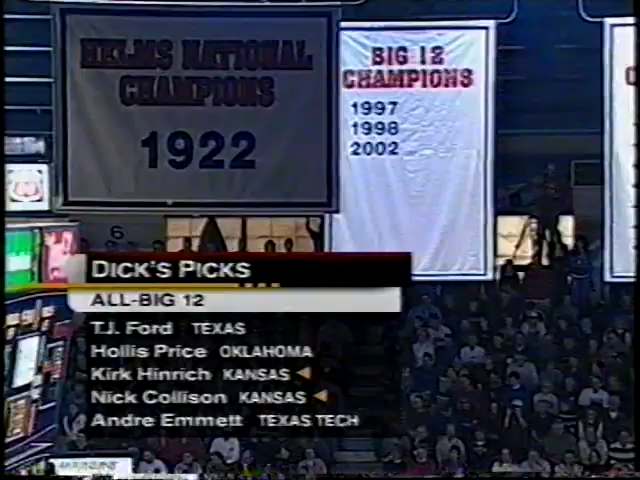 HELMS NATIONAL
CHAMPIONS
1922
BIG 12
CHAMPIONS
1997
1998
2002
6
DICK'S PICKS
ALL-BIG 12
T.J. FORD TEXAS
HOLLIS PRICE OKLAHOMA
KIRK HINRICH KANSAS
NICK COLLISON KANSAS
ANDRE EMMETT TEXAS TECH